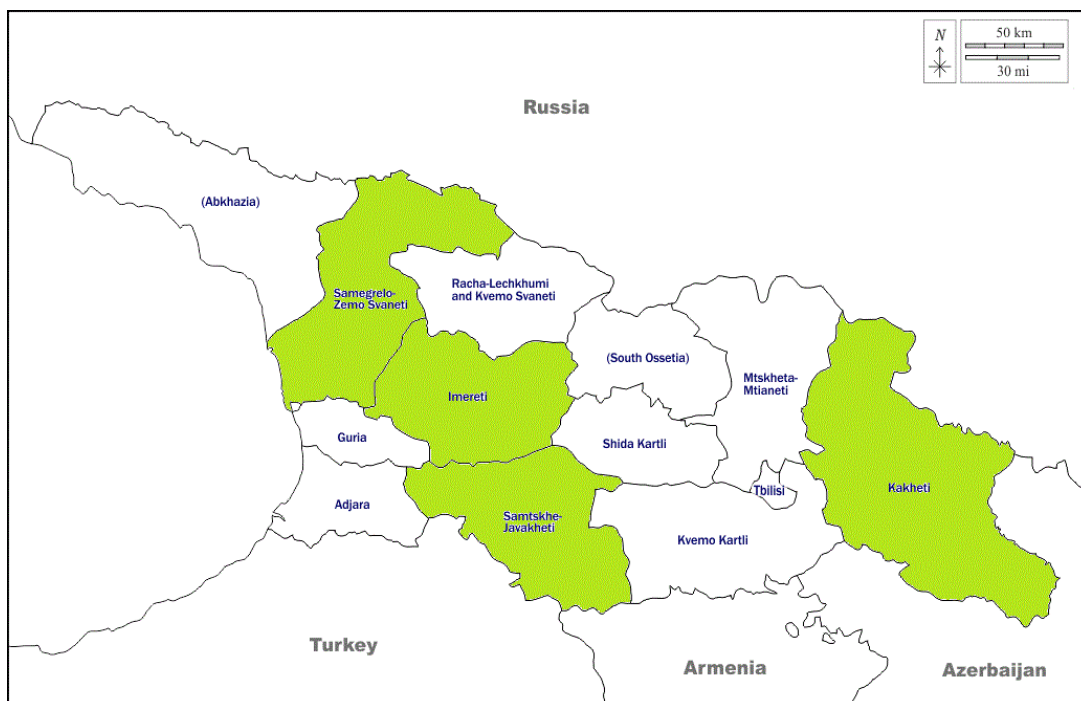 N
50 km
30 mi
Russia
(Abkhazia)
Samegrelo-
Zemo Svaneti
Racha-Lechkhumi
and Kvemo Svaneti
(South Ossetia)
Mtskheta-
Mtianeti
Imereti
Guria
Shida Kartli
Tbilisi
Kakheti
Adjara
Samtskhe-
Javakheti
Kvemo Kartli
Turkey
Armenia
Azerbaijan